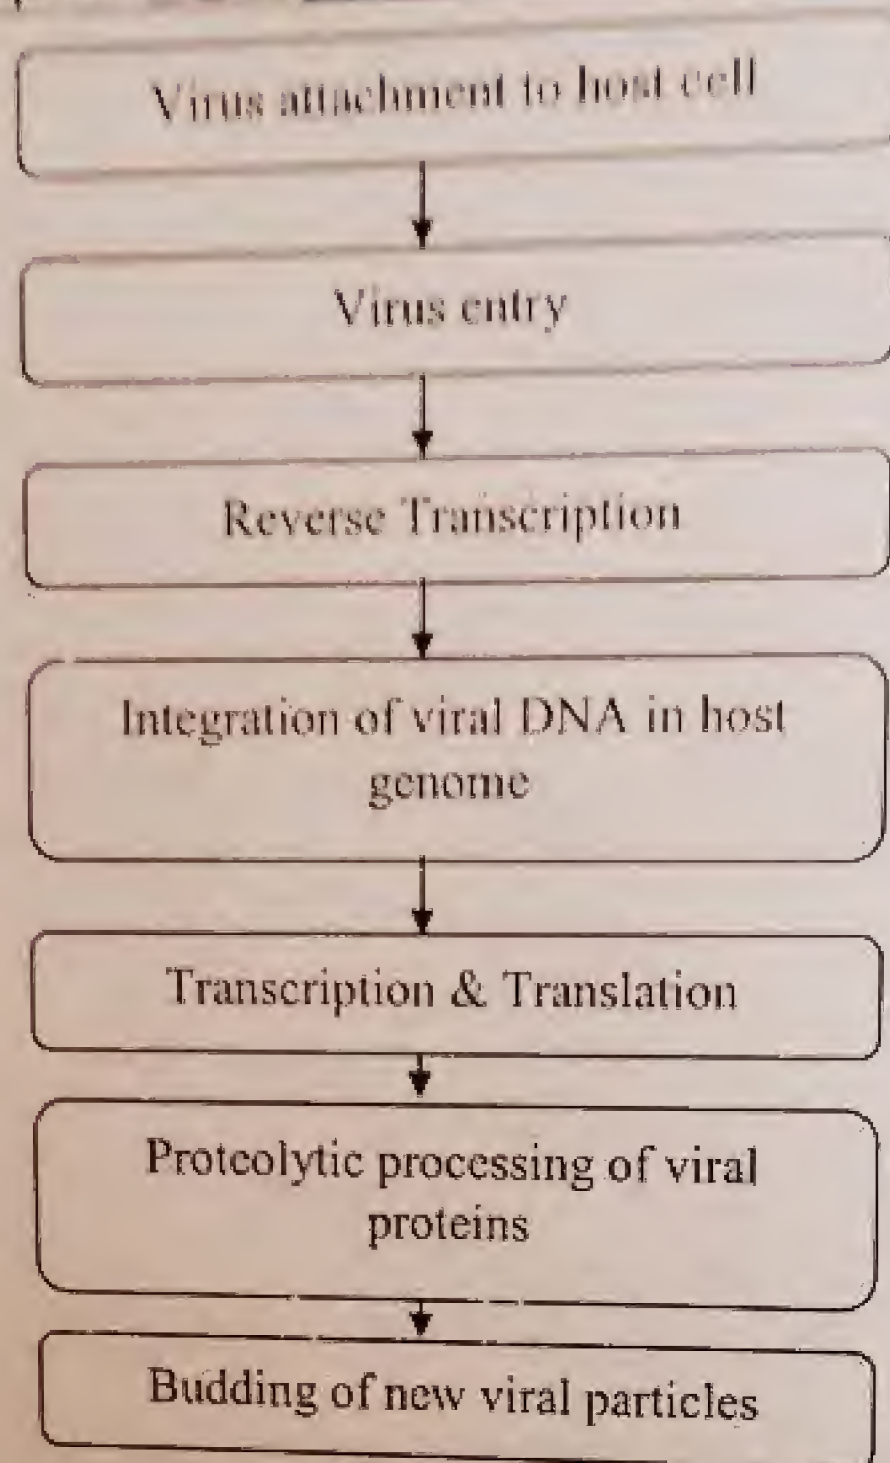 Virus attachment to host cell
Virus entry
Reverse Transcription
Integration of viral DNA in host
genome
Transcription & Translation
Proteolytic processing of viral
proteins
Budding of new viral particles